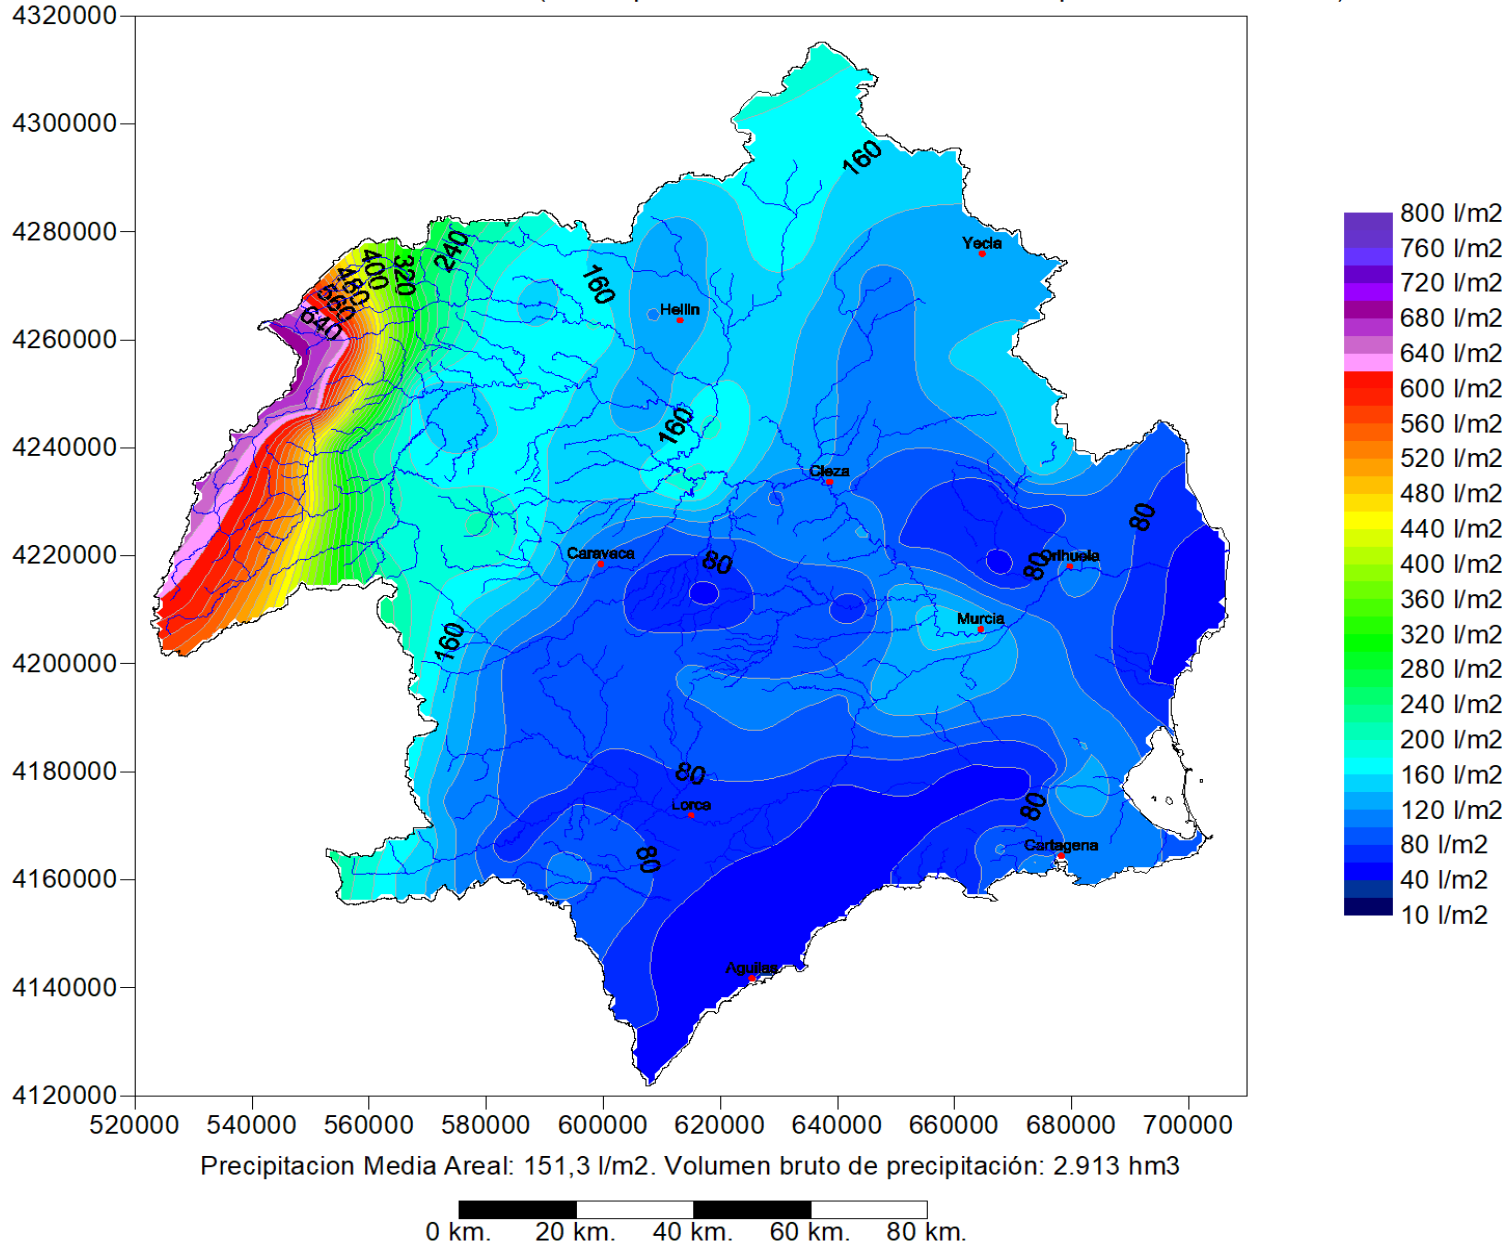 4320000
4300000
4280000
4260000
4240000
4220000
4200000
4180000
4160000
4140000
4120000
520000 540000 560000 580000 600000 620000 640000 660000 680000 700000
160
Yecla
240
400
320
480
560
640
160
Hellin
160
Cieza
80
80
Caravaca
80
Orihuela
Murcia
160
80
Lorca
80
80
Cartagena
Aguilas
800 l/m2
760 l/m2
720 l/m2
680 l/m2
640 l/m2
600 l/m2
560 l/m2
520 l/m2
480 l/m2
440 l/m2
400 l/m2
360 l/m2
320 l/m2
280 l/m2
240 l/m2
200 l/m2
160 l/m2
120 l/m2
80 l/m2
40 l/m2
10 l/m2
Precipitacion Media Areal: 151,3 l/m2. Volumen bruto de precipitación: 2.913 hm3
0 km. 20 km. 40 km. 60 km. 80 km.